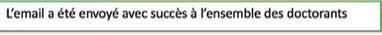 L'email a été envoyé avec succès à l'ensemble des doctorants